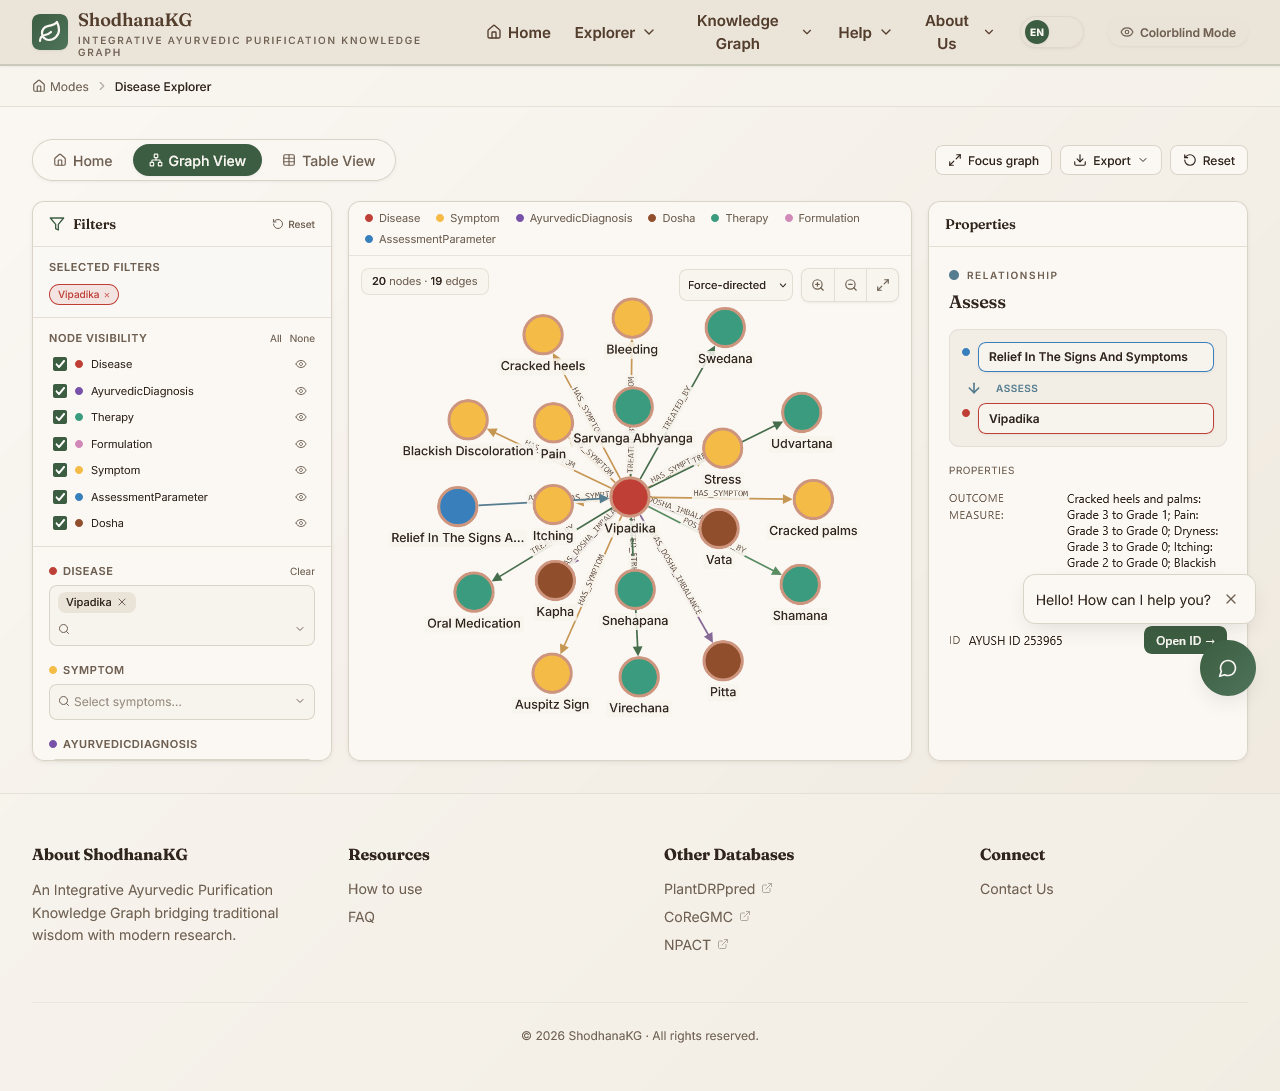 ShodhanaKG
INTEGRATIVE AYURVEDIC PURIFICATION KNOWLEDGE
GRAPH
Home
Explorer
Knowledge
Graph
Help
About
Us
EN
Colorblind Mode
Modes
Disease Explorer
Home
Graph View
Table View
Focus graph
Export
Reset
Filters
Reset
SELECTED FILTERS
Vipadika ×
NODE VISIBILITY
All None
Disease
AyurvedicDiagnosis
Therapy
Formulation
Symptom
AssessmentParameter
Dosha
DISEASE
Clear
Vipadika
SYMPTOM
Select symptoms...
AYURVEDICDIAGNOSIS
Disease
Symptom
AyurvedicDiagnosis
Dosha
Therapy
Formulation
AssessmentParameter
20 nodes · 19 edges
Force-directed
Cracked heels
Bleeding
Swedana
Blackish Discoloration
Pain
Sarvanga Abhyanga
Stress
Udvartana
Relief In The Signs A...
Itching
Vipadika
Vata
Cracked palms
Oral Medication
Kapha
Snehapana
Shamana
Auspitz Sign
Virechana
Pitta
TREATED_BY
HAS_SYMPTOM
HAS_SYMPTOM
Properties
RELATIONSHIP
Assess
Relief In The Signs And Symptoms
ASSESS
Vipadika
PROPERTIES
OUTCOME
MEASURE:
Cracked heels and palms:
Grade 3 to Grade 1; Pain:
Grade 3 to Grade 0; Dryness:
Grade 3 to Grade 0; Itching:
Grade 2 to Grade 0; Blackish
Hello! How can I help you?
ID AYUSH ID 253965
Open ID →
About ShodhanaKG
An Integrative Ayurvedic Purification
Knowledge Graph bridging traditional
wisdom with modern research.
Resources
How to use
FAQ
Other Databases
PlantDRPpred
CoReGMC
NPACT
Connect
Contact Us
© 2026 ShodhanaKG · All rights reserved.